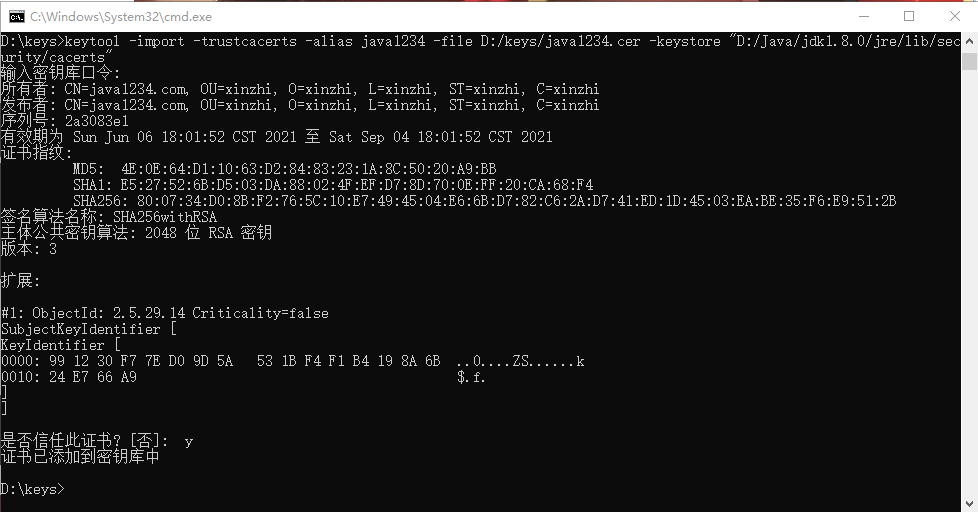 C:\Windows\System32\cmd.exe
D:\keys>keytool -import -trustcacerts -alias java1234 -file D:/keys/java1234.cer -keystore "D:/Java/jdk1.8.0/jre/lib/sec
urity/cacerts"
输入密钥库口令:
所有者: CN=java1234.com, OU=xinzhi, O=xinzhi, L=xinzhi, ST=xinzhi, C=xinzhi
发布者: CN=java1234.com, OU=xinzhi, O=xinzhi, L=xinzhi, ST=xinzhi, C=xinzhi
序列号: 2a3083e1
有效期为 Sun Jun 06 18:01:52 CST 2021 至 Sat Sep 04 18:01:52 CST 2021
证书指纹:
MD5: 4E:0E:64:D1:10:63:D2:84:83:23:1A:8C:50:20:A9:BB
SHA1: E5:27:52:6B:D5:03:DA:88:02:4F:EF:D7:8D:70:0E:FF:20:CA:68:F4
SHA256: 80:07:34:D0:8B:F2:76:5C:10:E7:49:45:04:E6:6B:D7:82:C6:2A:D7:41:ED:1D:45:03:EA:BE:35:F6:E9:51:2B
签名算法名称: SHA256withRSA
主体公共密钥算法: 2048 位 RSA 密钥
版本: 3
扩展:
#1: ObjectId: 2.5.29.14 Criticality=false
SubjectKeyIdentifier [
KeyIdentifier [
0000: 99 12 30 F7 7E D0 9D 5A   53 1B F4 F1 B4 19 8A 6B  ..0....ZS......k
0010: 24 E7 66 A9                                        $.f.
]
]
是否信任此证书? [否]:  y
证书已添加到密钥库中
D:\keys>